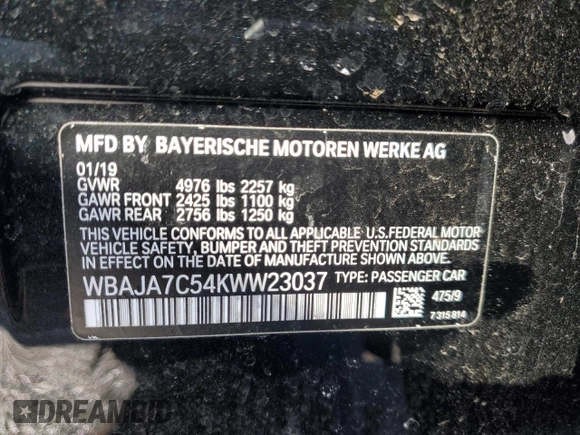 MFD BY BAYERISCHE MOTOREN WERKE AG
01/19
GVWR 4976 lbs 2257 kg
GAWR FRONT 2425 lbs 1100 kg
GAWR REAR 2756 lbs 1250 kg
THIS VEHICLE CONFORMS TO ALL APPLICABLE U.S.FEDERAL MOTOR
VEHICLE SAFETY, BUMPER AND THEFT PREVENTION STANDARDS
IN EFFECT ON THE DATE OF MANUFACTURE SHOWN ABOVE.
WBAJA7C54KWW23037 TYPE: PASSENGER CAR
475/9
7315814
DREAMBID